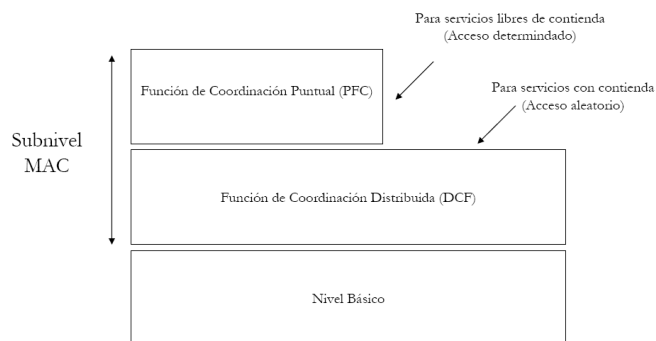 Para servicios libres de contienda
(Acceso determindado)
Función de Coordinación Puntual (PFC)
Para servicios con contienda
(Acceso aleatorio)
Subnivel
MAC
Función de Coordinación Distribuida (DCF)
Nivel Básico